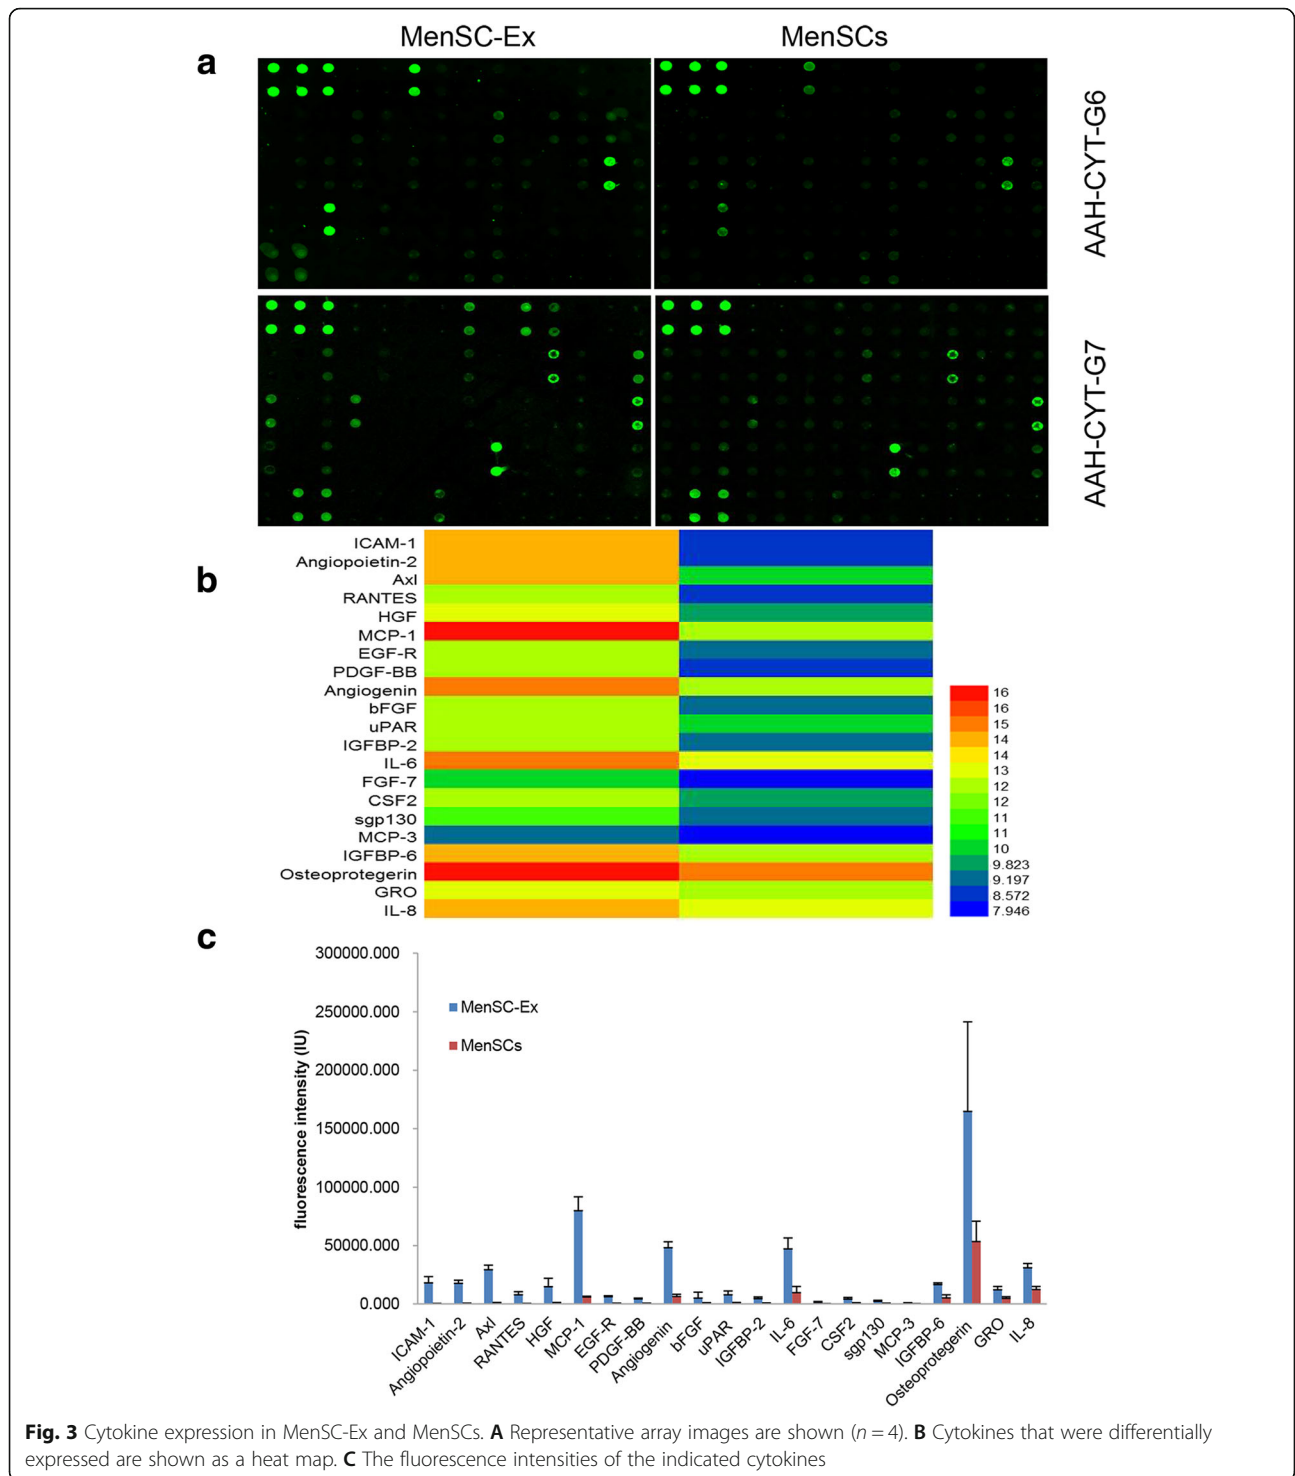 MenSC-Ex MenSCs
a
AAH-CYT-G6
AAH-CYT-G7
b
ICAM-1
Angiopoietin-2
Axl
RANTES
HGF
MCP-1
EGF-R
PDGF-BB
Angiogenin
bFGF
uPAR
IGFBP-2
IL-6
FGF-7
CSF2
sgp130
MCP-3
IGFBP-6
Osteoprotegerin
GRO
IL-8
16
16
15
14
14
13
12
12
11
11
10
9.823
9.197
8.572
7.946
c
fluorescence intensity (IU)
300000.000
250000.000
200000.000
150000.000
100000.000
50000.000
0.000
MenSC-Ex
MenSCs
ICAM-1
Angiopoietin-2
Axl
RANTES
HGF
MCP-1
EGF-R
PDGF-BB
Angiogenin
bFGF
uPAR
IGFBP-2
IL-6
FGF-7
CSF2
sgp130
MCP-3
IGFBP-6
Osteoprotegerin
GRO
IL-8
Fig. 3 Cytokine expression in MenSC-Ex and MenSCs. A Representative array images are shown (n = 4). B Cytokines that were differentially
expressed are shown as a heat map. C The fluorescence intensities of the indicated cytokines